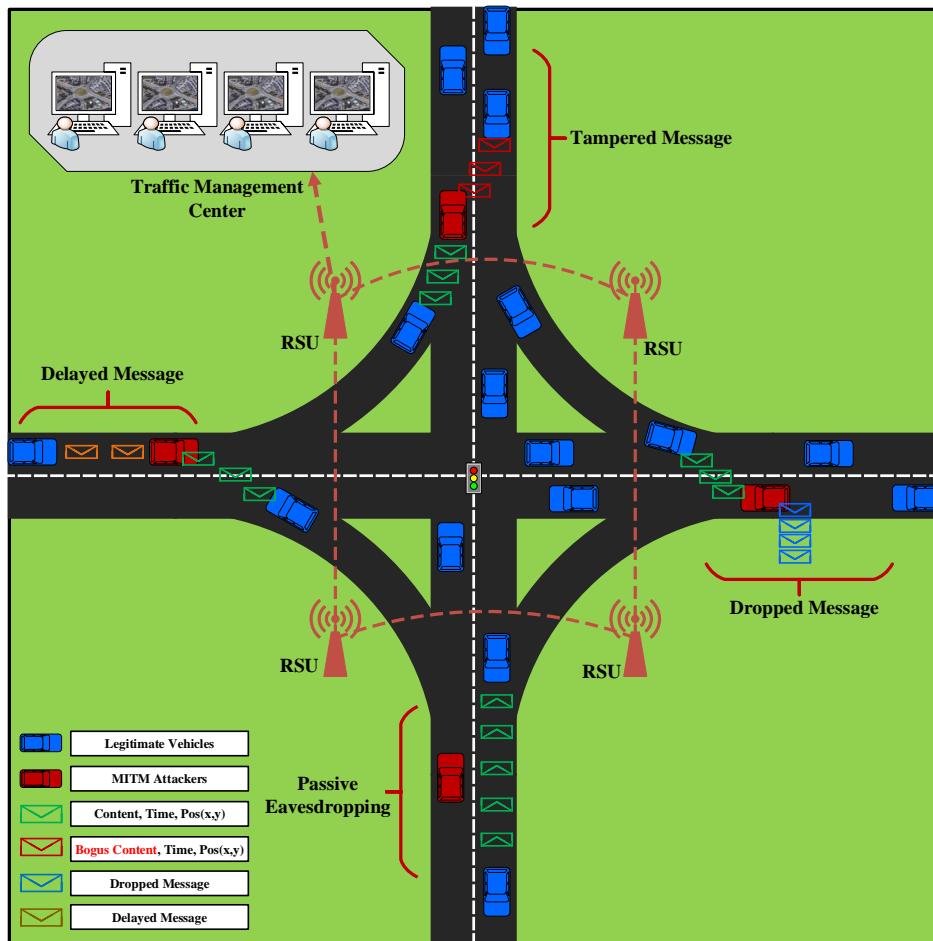 Tampered Message
Traffic Management
Center
RSU
RSU
Delayed Message
Dropped Message
RSU
RSU
Passive
Eavesdropping
Legitimate Vehicles
MITM Attackers
Content, Time, Pos(x,y)
Bogus Content, Time, Pos(x,y)
Dropped Message
Delayed Message